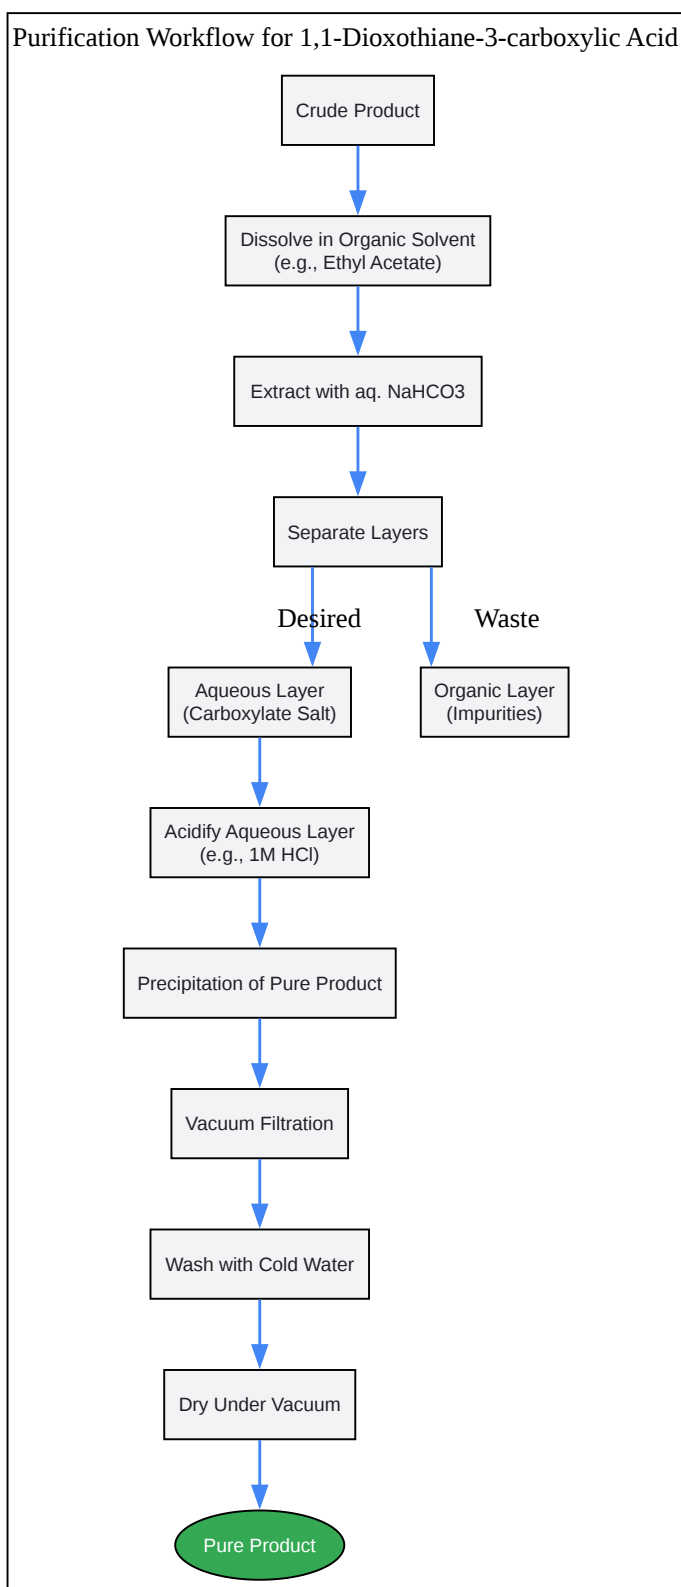 Purification Workflow for 1,1-Dioxothiane-3-carboxylic Acid
Crude Product
Dissolve in Organic Solvent
(e.g., Ethyl Acetate)
Extract with aq. NaHCO3
Separate Layers
Desired
Waste
Aqueous Layer
(Carboxylate Salt)
Organic Layer
(Impurities)
Acidify Aqueous Layer
(e.g., 1M HCl)
Precipitation of Pure Product
Vacuum Filtration
Wash with Cold Water
Dry Under Vacuum
Pure Product